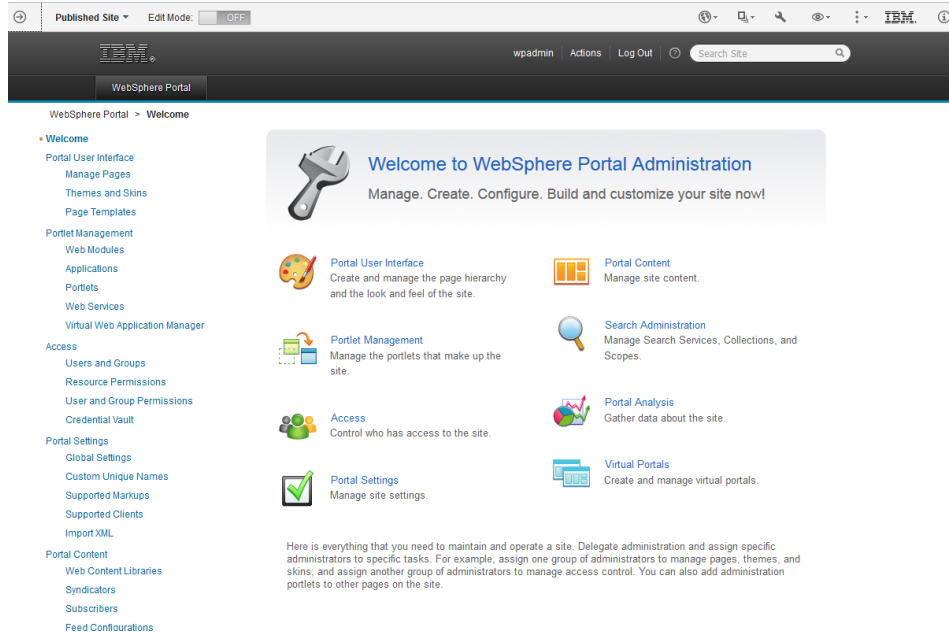 Published Site
Edit Mode: OFF
IBM.
IBM.
wpadmin Actions Log Out ? Search Site
WebSphere Portal
WebSphere Portal > Welcome
Welcome
Portal User Interface
Manage Pages
Themes and Skins
Page Templates
Portlet Management
Web Modules
Applications
Portlets
Web Services
Virtual Web Application Manager
Access
Users and Groups
Resource Permissions
User and Group Permissions
Credential Vault
Portal Settings
Global Settings
Custom Unique Names
Supported Markups
Supported Clients
Import XML
Portal Content
Web Content Libraries
Syndicators
Subscribers
Feed Configurations
Welcome to WebSphere Portal Administration
Manage. Create. Configure. Build and customize your site now!
Portal User Interface
Create and manage the page hierarchy
and the look and feel of the site.
Portlet Management
Manage the portlets that make up the
site.
Access
Control who has access to the site.
Portal Settings
Manage site settings.
Portal Content
Manage site content.
Search Administration
Manage Search Services, Collections, and
Scopes.
Portal Analysis
Gather data about the site.
Virtual Portals
Create and manage virtual portals.
Here is everything that you need to maintain and operate a site. Delegate administration and assign specific
administrators to specific tasks. For example, assign one group of administrators to manage pages, themes, and
skins; and assign another group of administrators to manage access control. You can also add administration
portlets to other pages on the site.